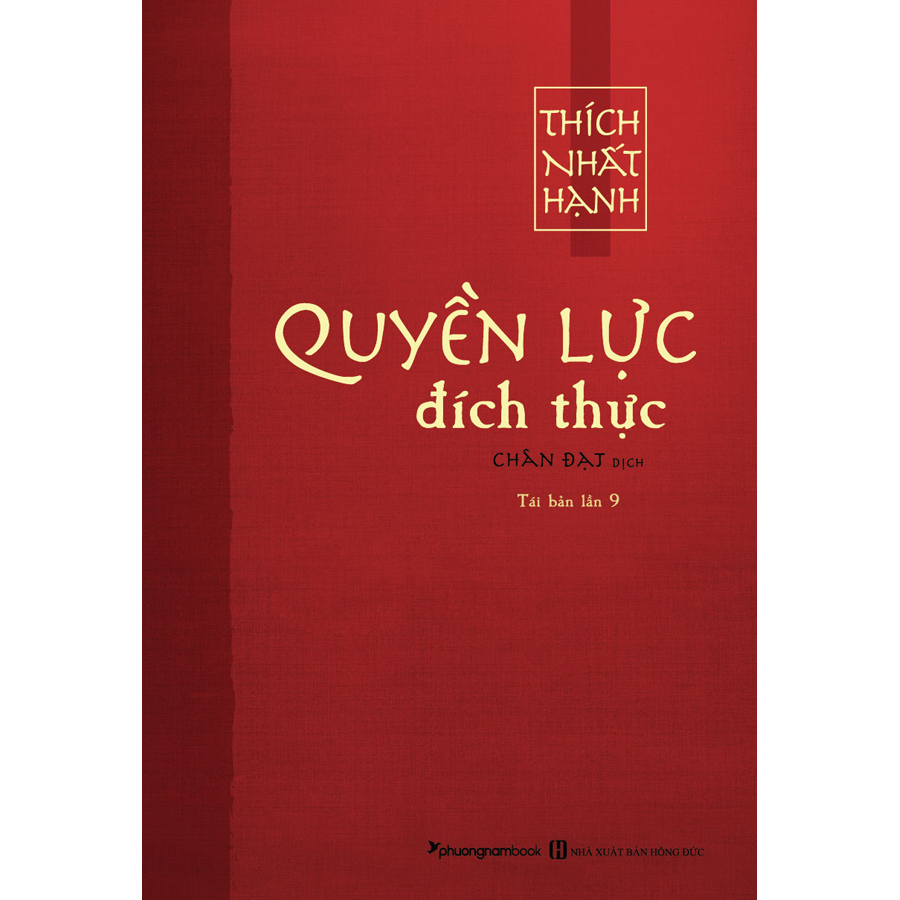 THÍCH
NHẤT
HẠNH
QUYỀN LỰC
đích thực
CHÂN ĐẠT DỊCH
Tái bản lần 9
phuongnambook H NHÀ XUẤT BẢN HỒNG ĐỨC